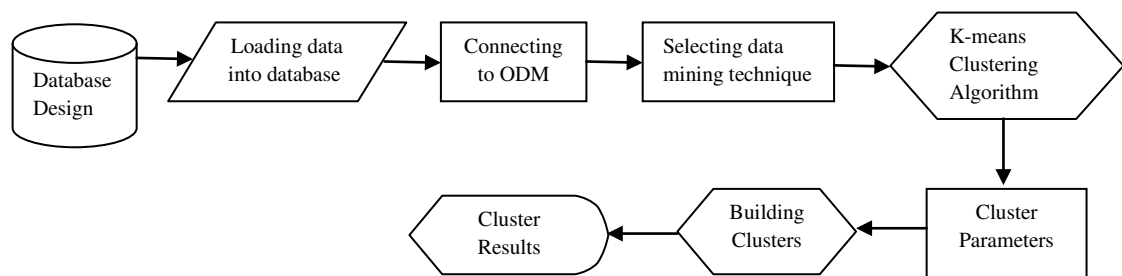 Database
Design
Loading data
into database
Connecting
to ODM
Selecting data
mining technique
K-means
Clustering
Algorithm
Cluster
Parameters
Building
Clusters
Cluster
Results